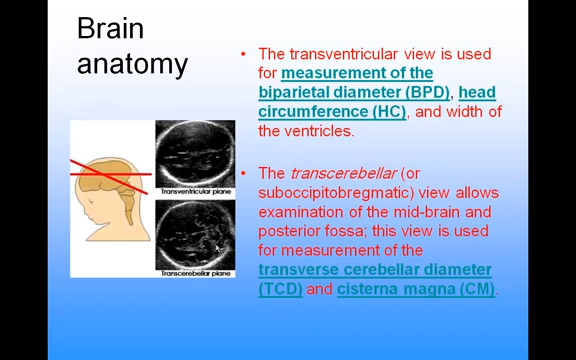 Brain
anatomy
• The transventricular view is used
for measurement of the
biparietal diameter (BPD), head
circumference (HC), and width of
the ventricles.
• The transcerebellar (or
suboccipitobregmatic) view allows
examination of the mid-brain and
posterior fossa; this view is used
for measurement of the
transverse cerebellar diameter
(TCD) and cisterna magna (CM).
Transventricular plane
Transcerebellar plane